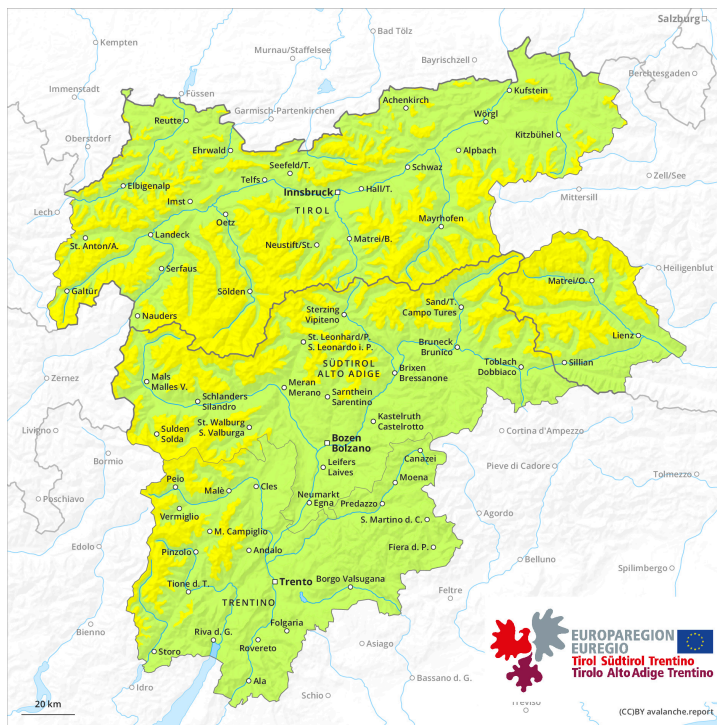 Salzburg
Kempten
Bad Tölz
Murnau/Staffelsee
Bayrischzell
Berchtesgaden
Immenstadt
Füssen
Garmisch-Partenkirchen
Achenkirch
Kufstein
Reutte
Wörgl
Oberstdorf
Ehrwald
Kitzbühel
Seefeld/T.
Alpbach
Schwaz
Telfs
Zell/See
Elbigenalp
Innsbruck
Hall/T.
Mittersill
Imst
TIROL
Lech
Oetz
Mayrhofen
St. Anton/A.
Landeck
Neustift/St.
Matrei/B.
Heiligenblut
Serfaus
Matrei/O.
Galtür
Sölden
Sand/T.
Campo Tures
Nauders
Sterzing
Vipiteno
Lienz
St. Leonhard/P.
S. Leonardo i. P.
Bruneck
Brunico
Toblach
Dobbiaco
Sillian
SÜDTIROL
ALTO ADIGE
Brixen
Bressanone
Zernez
Mals
Malles V.
Meran
Merano
Sarnthein
Sarentino
Schlanders
Silandro
St. Walburg
S. Valburga
Kastelruth
Castelrotto
Livigno
Sulden
Solda
Bozen
Bolzano
Cortina d'Ampezzo
Bormio
Canazei
Pieve di Cadore
Leifers
Laives
Tolmezzo
Peio
Malè
Cles
Moena
Poschiavo
Neumarkt
Egna
Predazzo
Vermiglio
Agordo
S. Martino d. C.
M. Campiglio
Edolo
Pinzolo
Andalo
Fiera d. P.
Belluno
Spilimbergo
Tione d. T.
Trento
Borgo Valsugana
Feltre
TRENTINO
Folgaria
Bienno
Riva d. G.
Rovereto
Asiago
Storo
Bassano d. G.
Idro
Ala
Schio
Treviso
EUROPAREGION
EUREGIO
Tirol Südtirol Trentino
Tirolo Alto Adige Trentino
20 km
(CC)BY avalanche.report